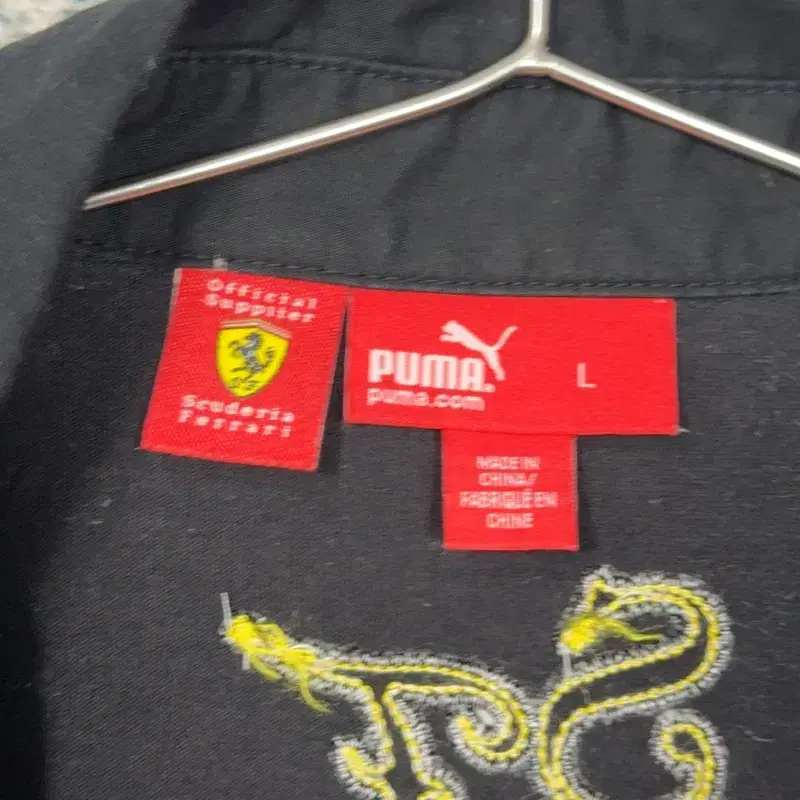 Official
Supplier
Scuderia
Ferrari
PUMA.
puma.com
L
MADE IN
CHINA/
FABRIQUÉ EN
CHINE